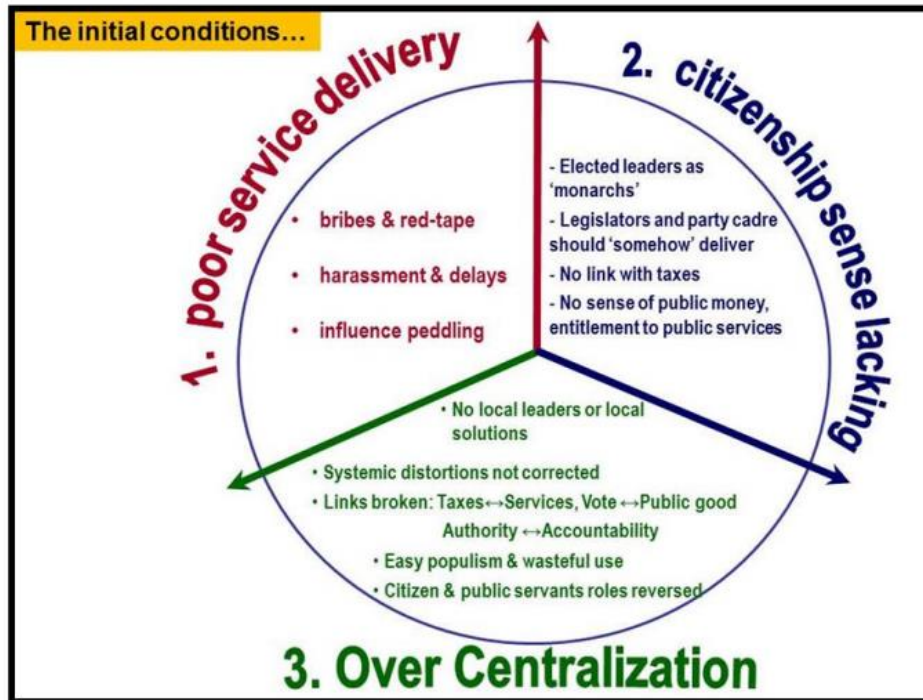 The initial conditions...
1. poor service delivery
• bribes & red-tape
• harassment & delays
• influence peddling
2. citizenship sense lacking
- Elected leaders as
‘monarchs’
- Legislators and party cadre
should ‘somehow’ deliver
- No link with taxes
- No sense of public money,
entitlement to public services
• No local leaders or local
solutions
• Systemic distortions not corrected
• Links broken: Taxes↔Services, Vote ↔Public good
Authority ↔Accountability
• Easy populism & wasteful use
• Citizen & public servants roles reversed
3. Over Centralization